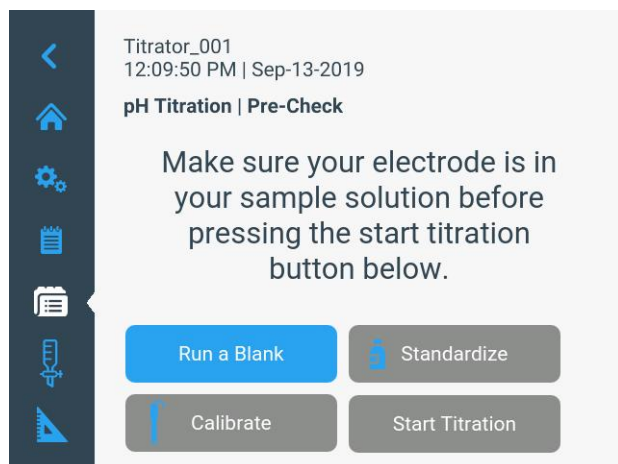 Titrator_001
12:09:50 PM | Sep-13-2019
pH Titration | Pre-Check
Make sure your electrode is in
your sample solution before
pressing the start titration
button below.
Run a Blank
Standardize
Calibrate
Start Titration